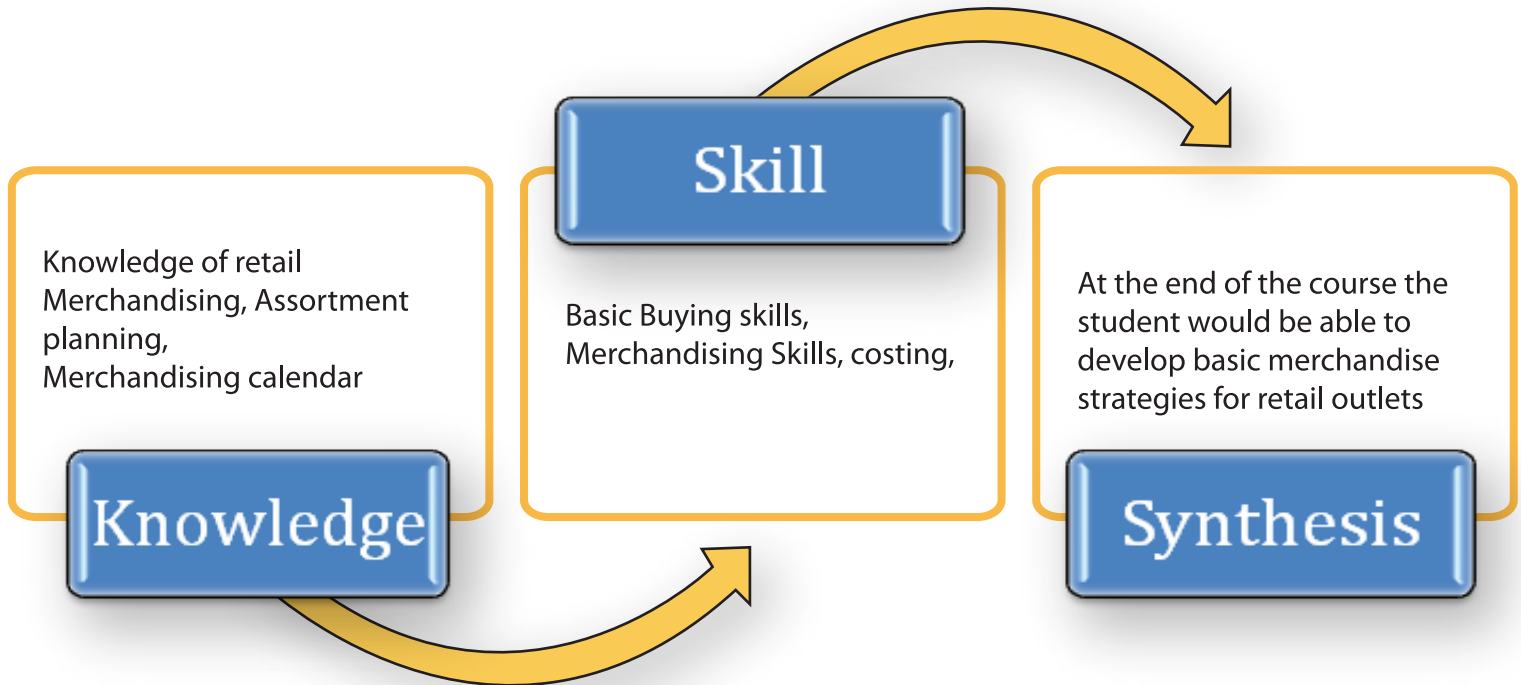 Knowledge of retail
Merchandising, Assortment
planning,
Merchandising calendar
Knowledge
Skill
Basic Buying skills,
Merchandising Skills, costing,
At the end of the course the
student would be able to
develop basic merchandise
strategies for retail outlets
Synthesis